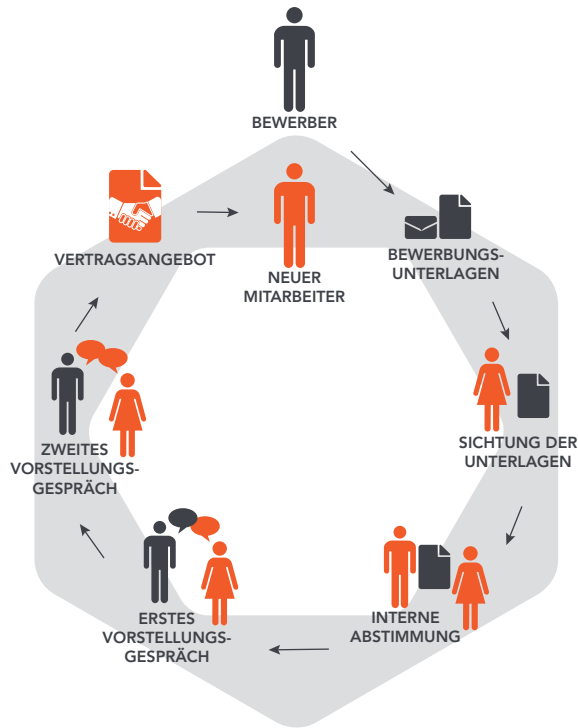 BEWERBER
BEWERBUNGS-
UNTERLAGEN
SICHTUNG DER
UNTERLAGEN
INTERNE
ABSTIMMUNG
ERSTES
VORSTELLUNGS-
GESPRÄCH
ZWEITES
VORSTELLUNGS-
GESPRÄCH
VERTRAGSANGEBOT
NEUER
MITARBEITER